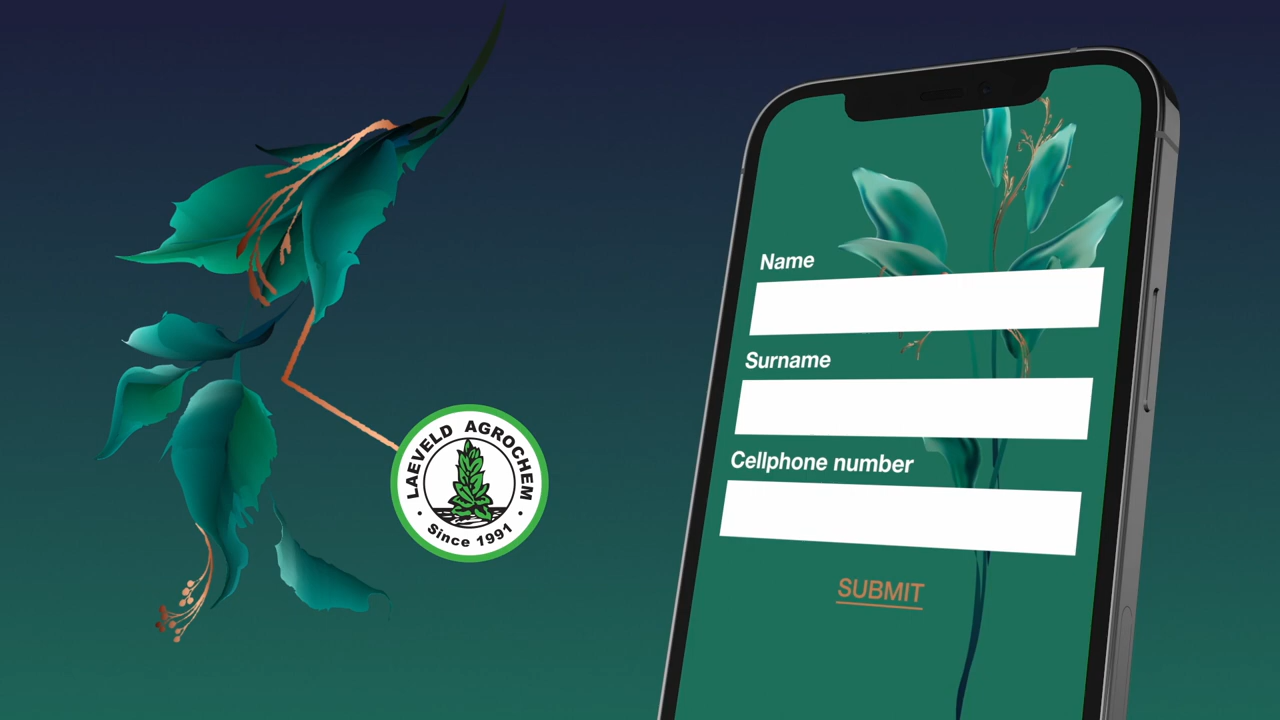 LAEVELD AGROCHEM
· Since 1991 ·
Name
Surname
Cellphone number
SUBMIT